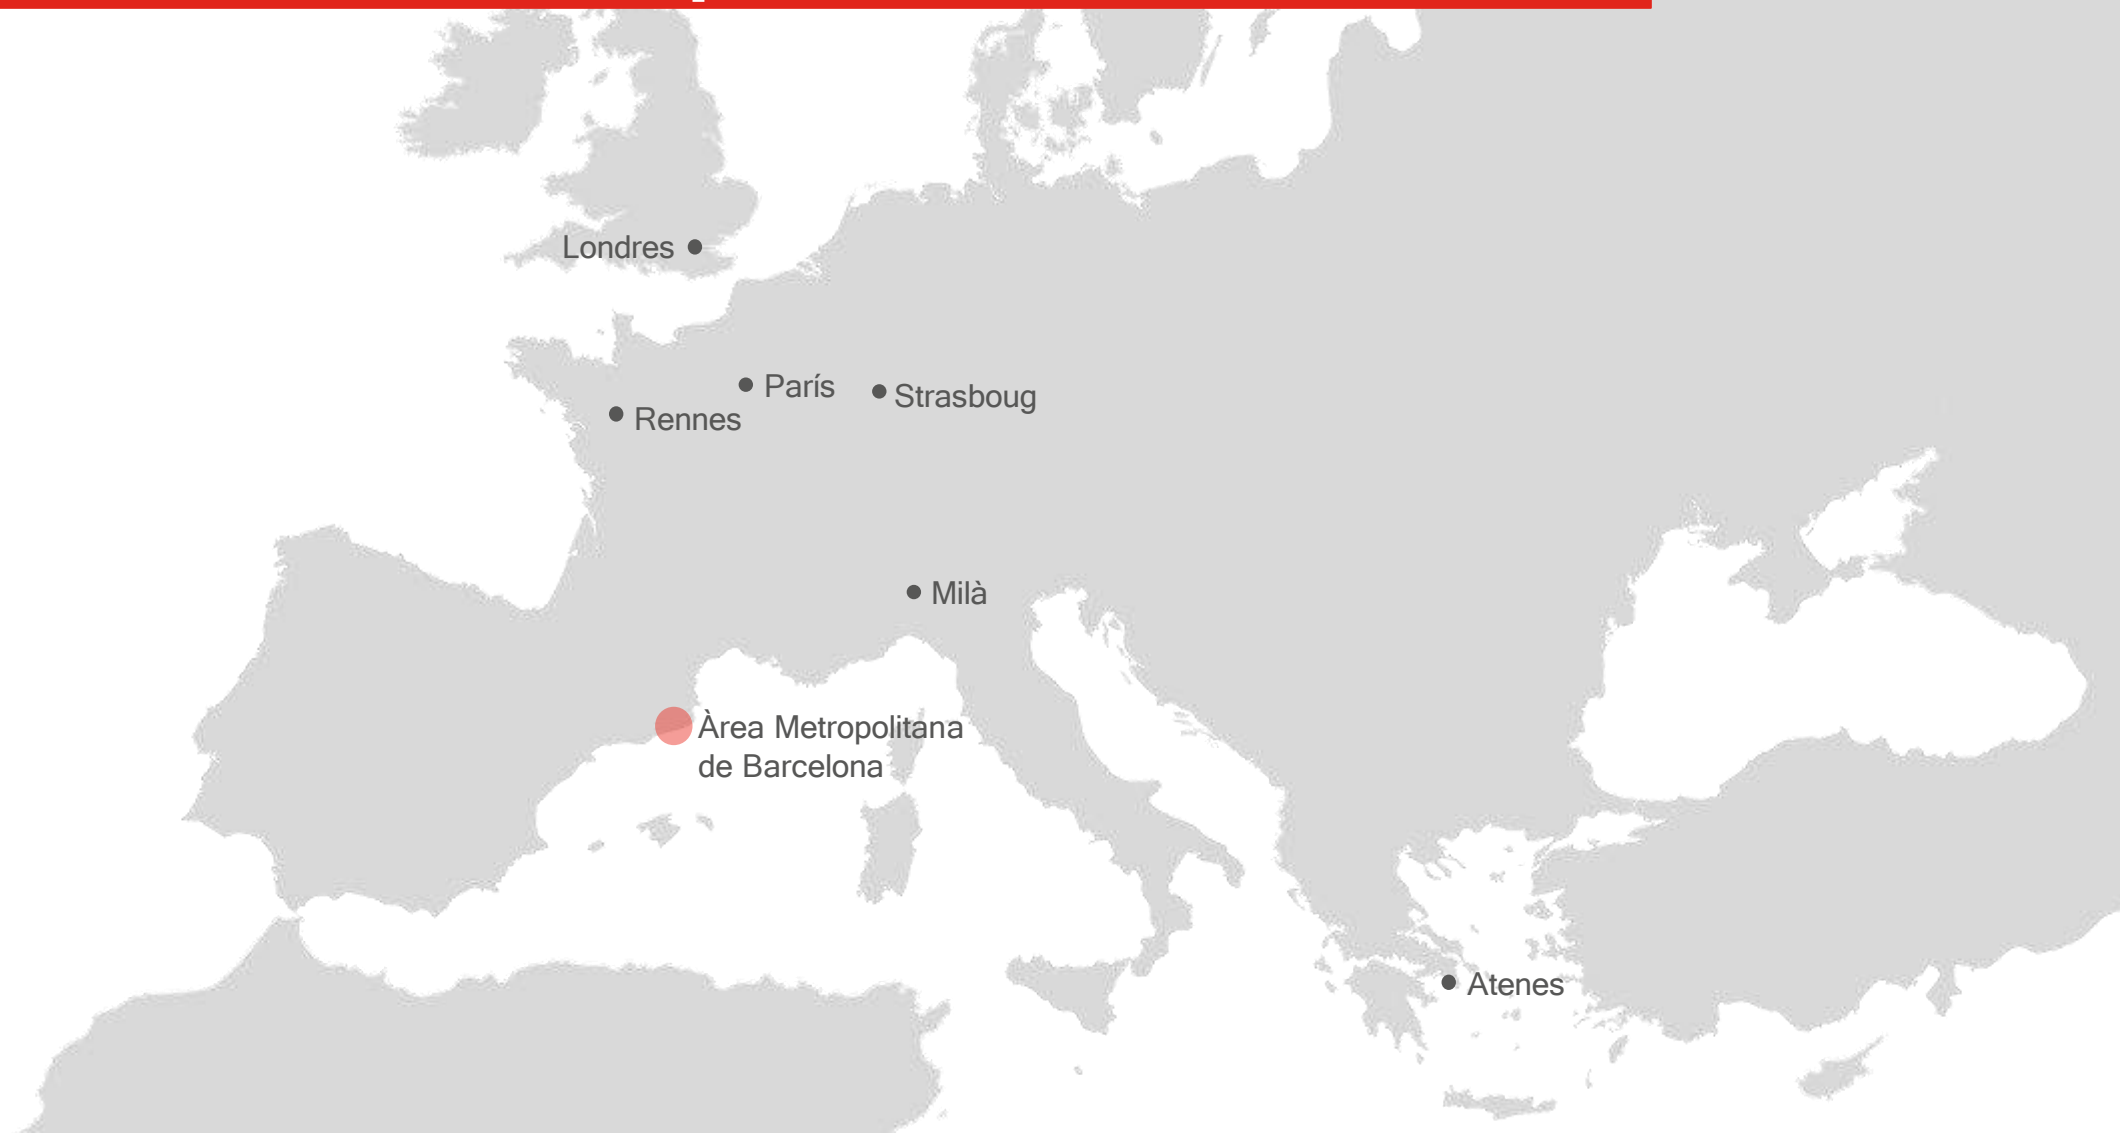 Londres
París
Strasboug
Rennes
Milà
Àrea Metropolitana
de Barcelona
Atenes